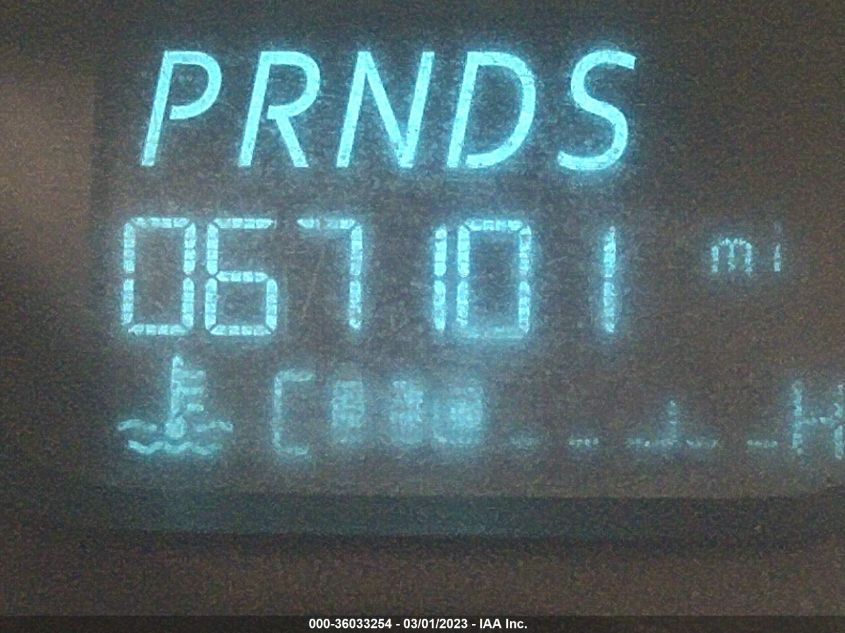 PRNDS
067101 mi
C H
000-36033254 - 03/01/2023 - IAA Inc.